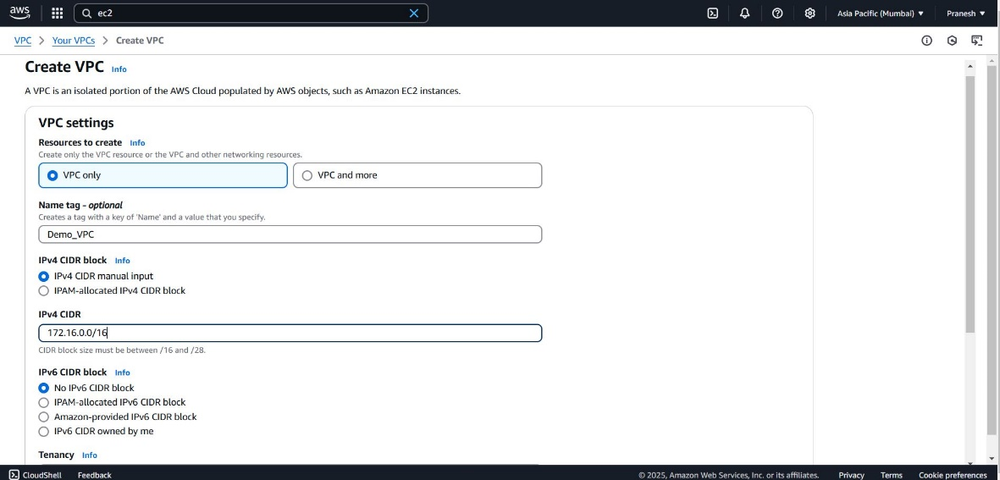 aws
ec2
Asia Pacific (Mumbai)
Pranesh
VPC > Your VPCs > Create VPC
Create VPC Info
A VPC is an isolated portion of the AWS Cloud populated by AWS objects, such as Amazon EC2 instances.
VPC settings
Resources to create Info
Create only the VPC resource or the VPC and other networking resources.
VPC only
VPC and more
Name tag - optional
Creates a tag with a key of 'Name' and a value that you specify.
Demo_VPC
IPv4 CIDR block Info
IPv4 CIDR manual input
IPAM-allocated IPv4 CIDR block
IPv4 CIDR
172.16.0.0/16
CIDR block size must be between /16 and /28.
IPv6 CIDR block Info
No IPv6 CIDR block
IPAM-allocated IPv6 CIDR block
Amazon-provided IPv6 CIDR block
IPv6 CIDR owned by me
Tenancy Info
CloudShell Feedback
© 2025, Amazon Web Services, Inc. or its affiliates. Privacy Terms Cookie preferences